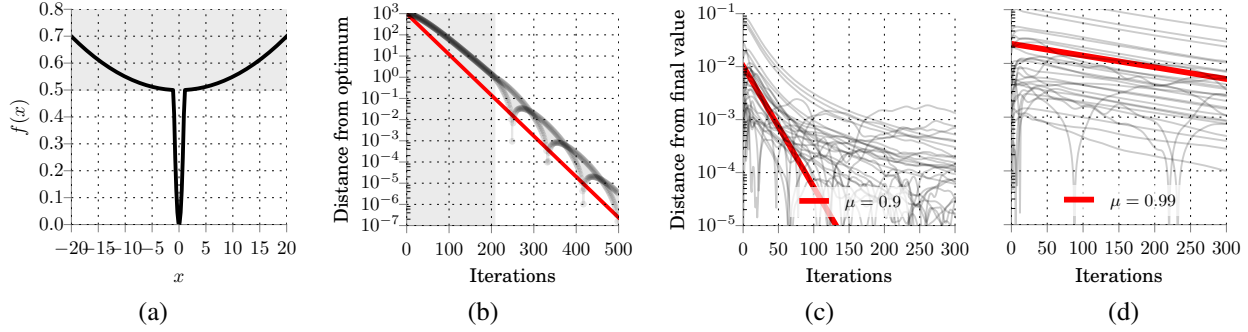 0.8
0.7
0.6
0.5
0.4
0.3
0.2
0.1
0.0
f(x)
−20 −15 −10 −5 0 5 10 15 20
x
(a)
10^3
10^2
10^1
10^0
10^−1
10^−2
10^−3
10^−4
10^−5
10^−6
10^−7
Distance from optimum
0 100 200 300 400 500
Iterations
(b)
10^−1
10^−2
10^−3
10^−4
10^−5
Distance from final value
μ = 0.9
0 50 100 150 200 250 300
Iterations
(c)
μ = 0.99
0 50 100 150 200 250 300
Iterations
(d)